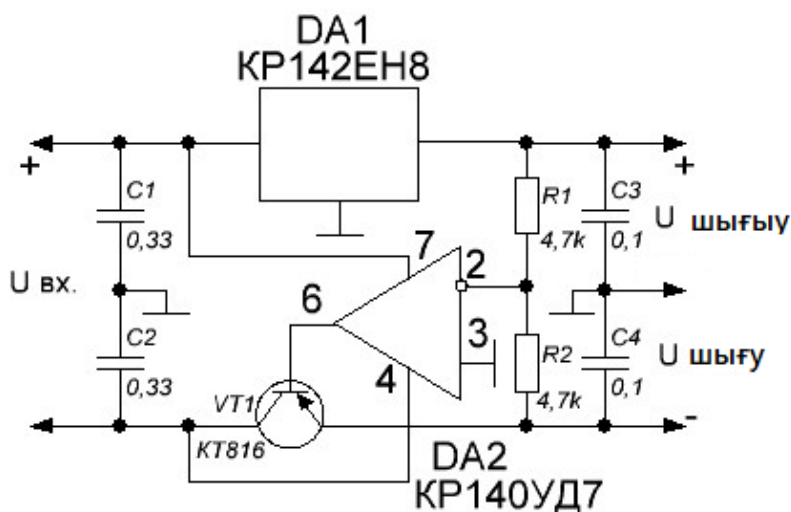 DA1
КР142ЕН8
+
+
C1
0,33
R1
4,7k
C3
0,1
U шығыу
7
2
U вх.
6
3
C2
0,33
4
R2
4,7k
C4
0,1
U шығу
VT1
КТ816
-
DA2
КР140УД7